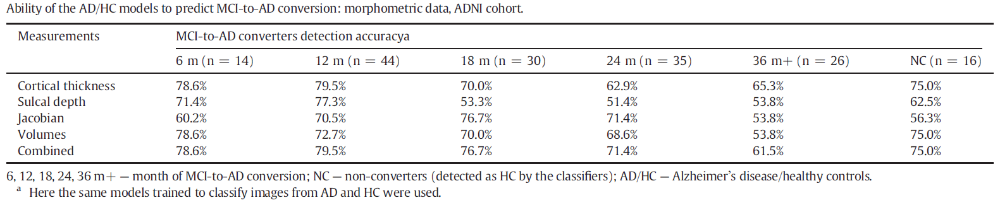 Ability of the AD/HC models to predict MCI-to-AD conversion: morphometric data, ADNI cohort.
Measurements MCI-to-AD converters detection accuracya
6 m (n = 14) 12 m (n = 44) 18 m (n = 30) 24 m (n = 35) 36 m+ (n = 26) NC (n = 16)
Cortical thickness 78.6% 79.5% 70.0% 62.9% 65.3% 75.0%
Sulcal depth 71.4% 77.3% 53.3% 51.4% 53.8% 62.5%
Jacobian 60.2% 70.5% 76.7% 71.4% 53.8% 56.3%
Volumes 78.6% 72.7% 70.0% 68.6% 53.8% 75.0%
Combined 78.6% 79.5% 76.7% 71.4% 61.5% 75.0%
6, 12, 18, 24, 36 m+ — month of MCI-to-AD conversion; NC — non-converters (detected as HC by the classifiers); AD/HC — Alzheimer's disease/healthy controls.
a Here the same models trained to classify images from AD and HC were used.